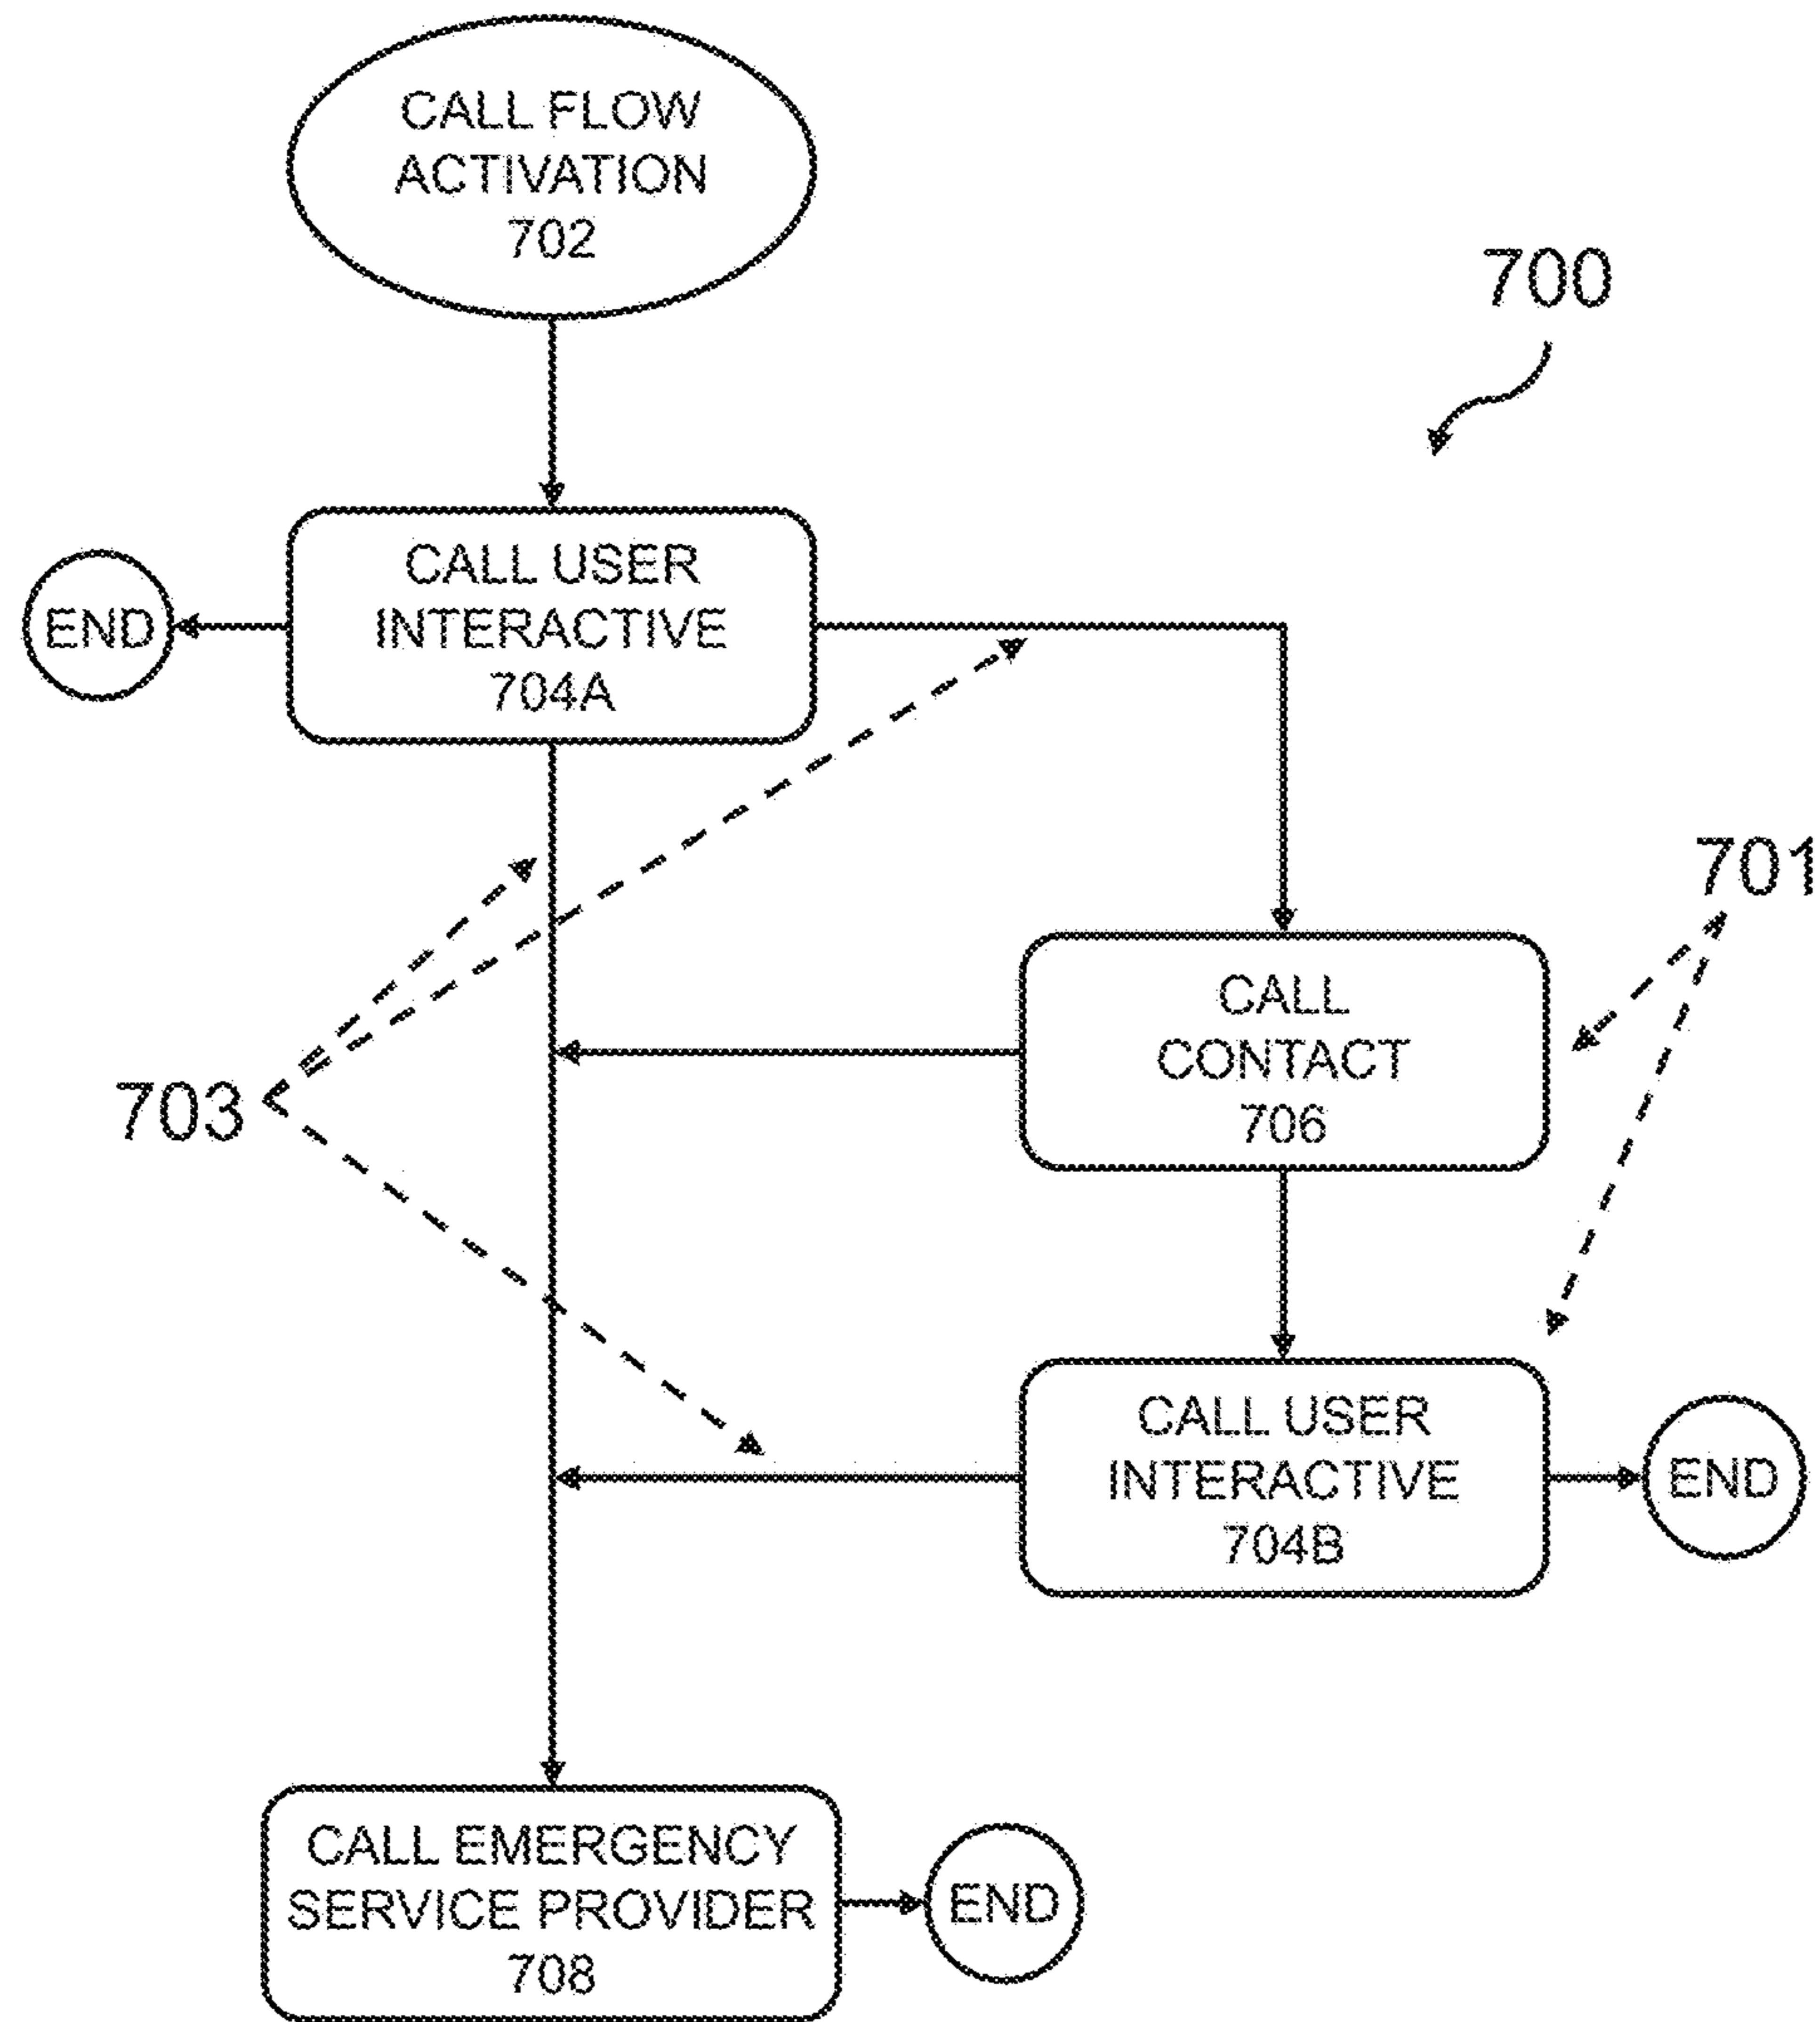 CALL FLOW
ACTIVATION
702
700
CALL USER
INTERACTIVE
704A
END
701
CALL
CONTACT
706
703
CALL USER
INTERACTIVE
704B
END
CALL EMERGENCY
SERVICE PROVIDER
708
END